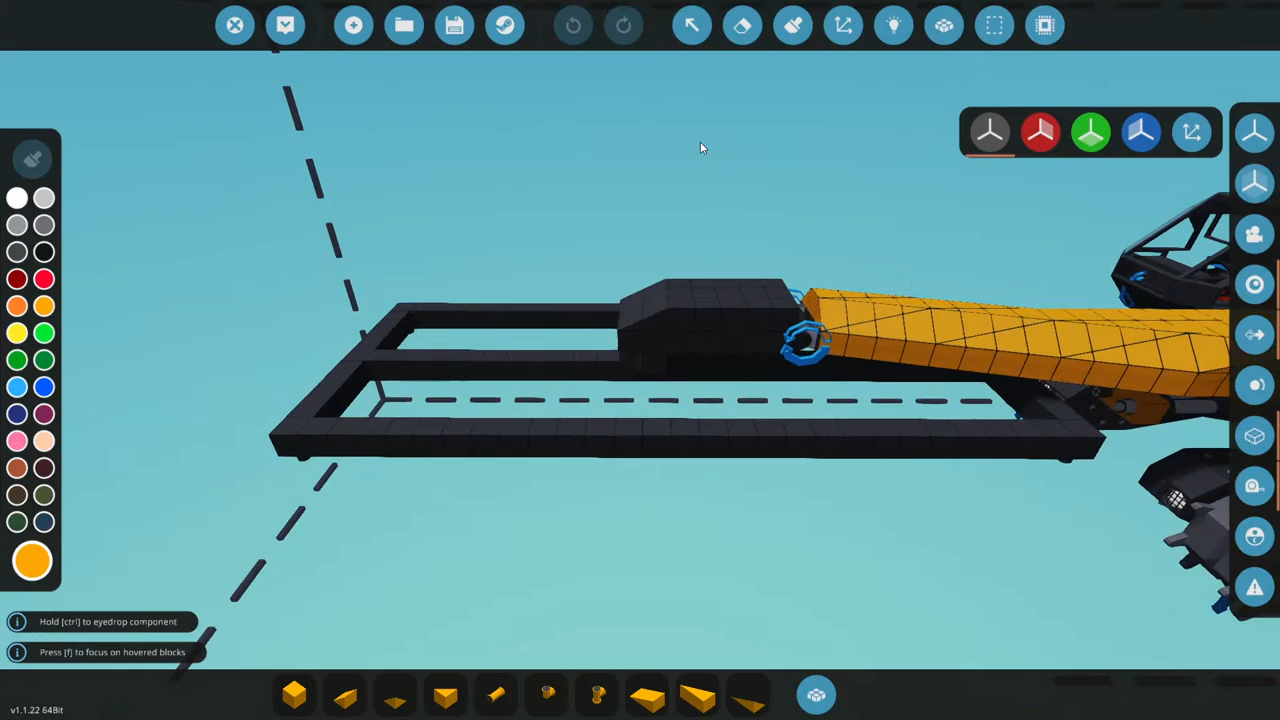 Hold [ctrl] to eyedrop component
Press [f] to focus on hovered blocks
v1.1.22 64Bit